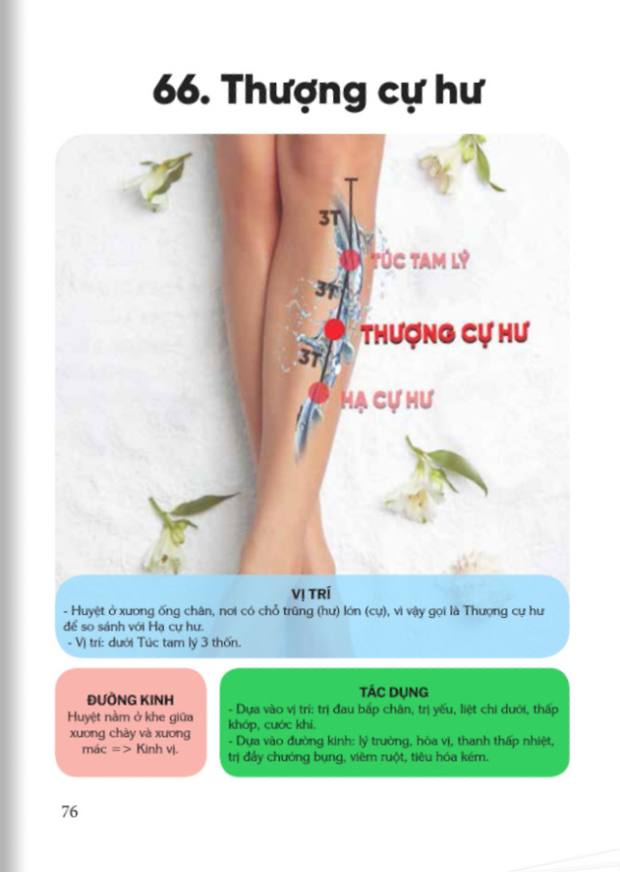 66. Thượng cự hư
3T
TÚC TAM LÝ
3T
THƯỢNG CỰ HƯ
3T
HẠ CỰ HƯ
VỊ TRÍ
- Huyệt ở xương ống chân, nơi có chỗ trũng (hư) lớn (cự), vì vậy gọi là Thượng cự hư
để so sánh với Hạ cự hư.
- Vị trí: dưới Túc tam lý 3 thốn.
ĐƯỜNG KINH
Huyệt nằm ở khe giữa
xương chày và xương
mác => Kinh vị.
TÁC DỤNG
- Dựa vào vị trí: trị đau bắp chân, trị yếu, liệt chi dưới, thấp
khớp, cước khí.
- Dựa vào đường kinh: lý trường, hòa vị, thanh thấp nhiệt,
trị đầy chướng bụng, viêm ruột, tiêu hóa kém.
76